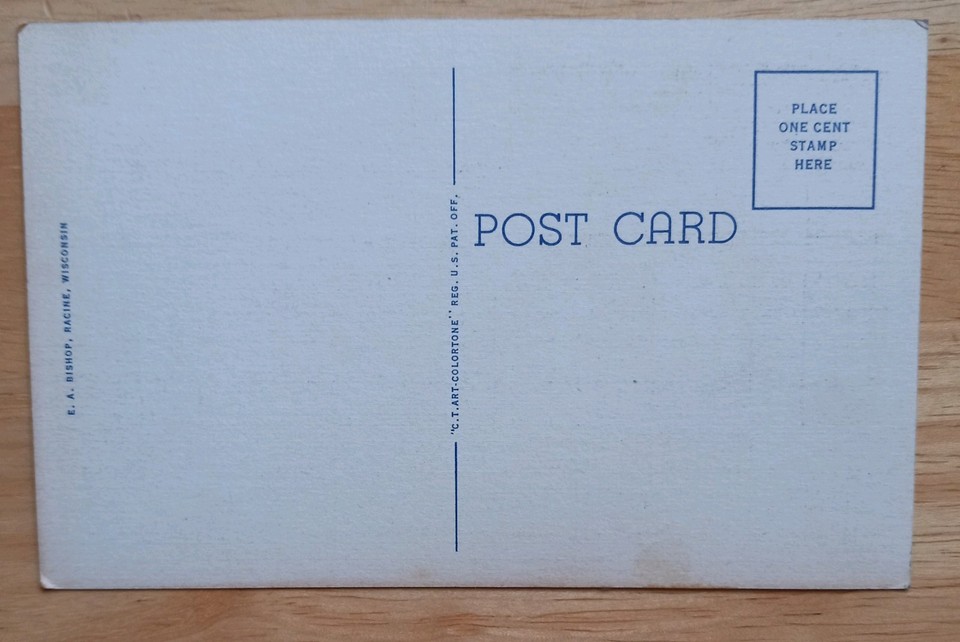 E. A. BISHOP, RACINE, WISCONSIN
"C.T.ART-COLORTONE" REG. U.S. PAT. OFF.
POST CARD
PLACE
ONE CENT
STAMP
HERE